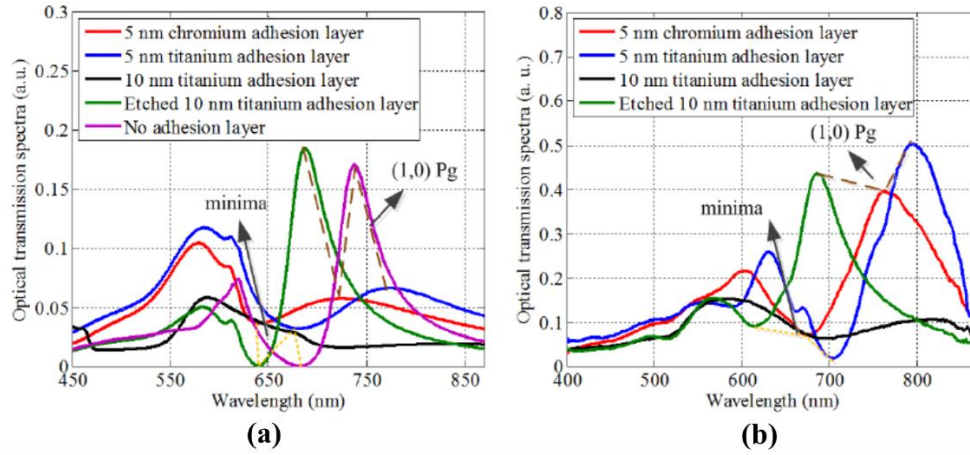 0.3
0.25
0.2
0.15
0.1
0.05
0
Optical transmission spectra (a.u.)
5 nm chromium adhesion layer
5 nm titanium adhesion layer
10 nm titanium adhesion layer
Etched 10 nm titanium adhesion layer
No adhesion layer
(1,0) Pg
minima
450 550 650 750 850
Wavelength (nm)
(a)
0.8
0.7
0.6
0.5
0.4
0.3
0.2
0.1
0
Optical transmission spectra (a. u.)
5 nm chromium adhesion layer
5 nm titanium adhesion layer
10 nm titanium adhesion layer
Etched 10 nm titanium adhesion layer
(1,0) Pg
minima
400 500 600 700 800
Wavelength (nm)
(b)